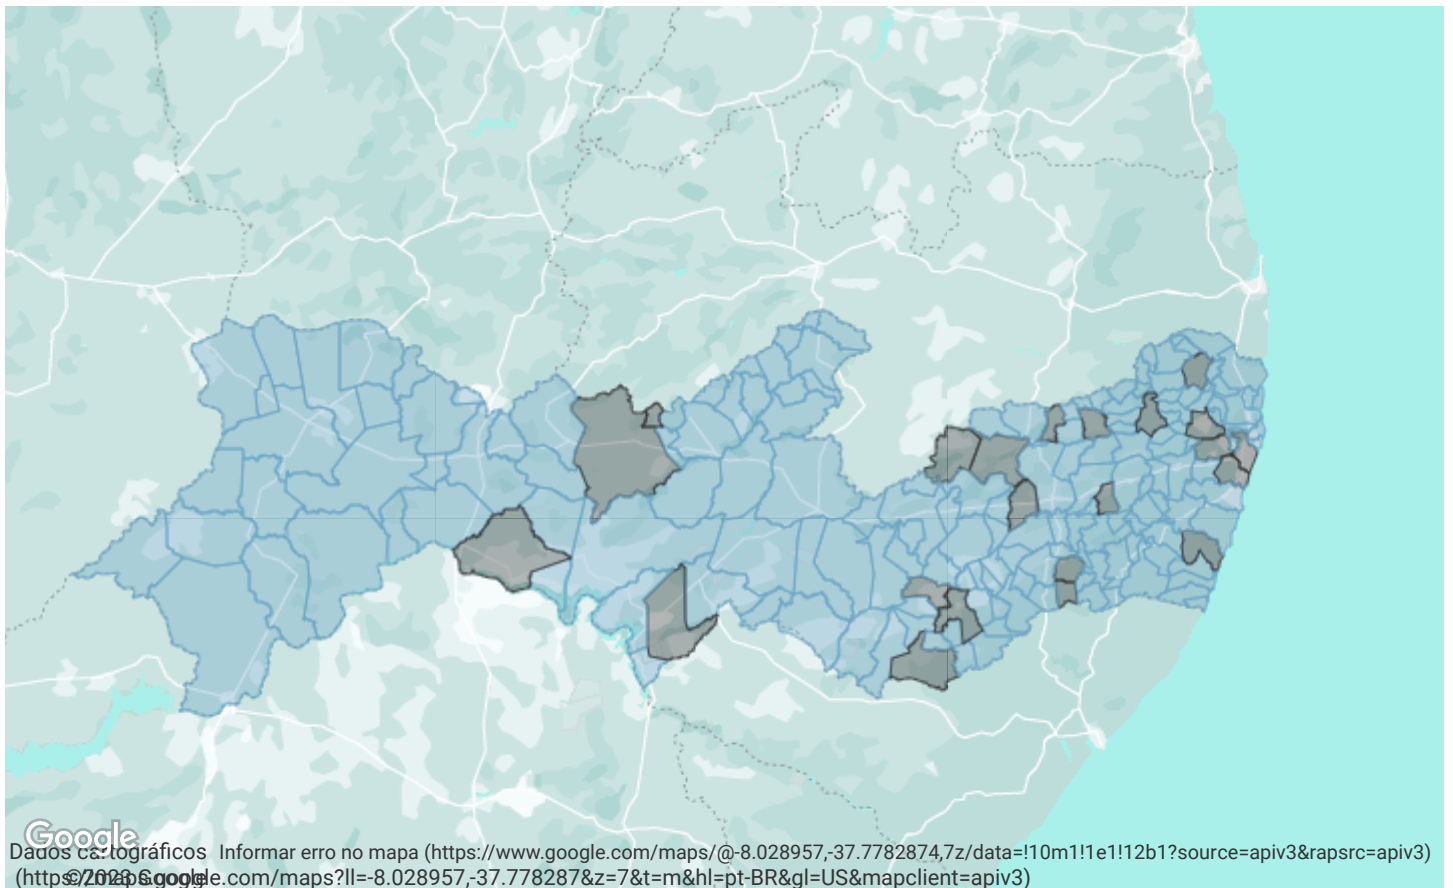 Google
Dados cartográficos Informar erro no mapa (https://www.google.com/maps/@-8.028957,-37.7782874,7z/data=!10m1!1e1!12b1?source=apiv3&rapsrc=apiv3)
(https://maps.google.com/maps?ll=-8.028957,-37.778287&z=7&t=m&hl=pt-BR&gl=US&mapclient=apiv3)
©2023 Google